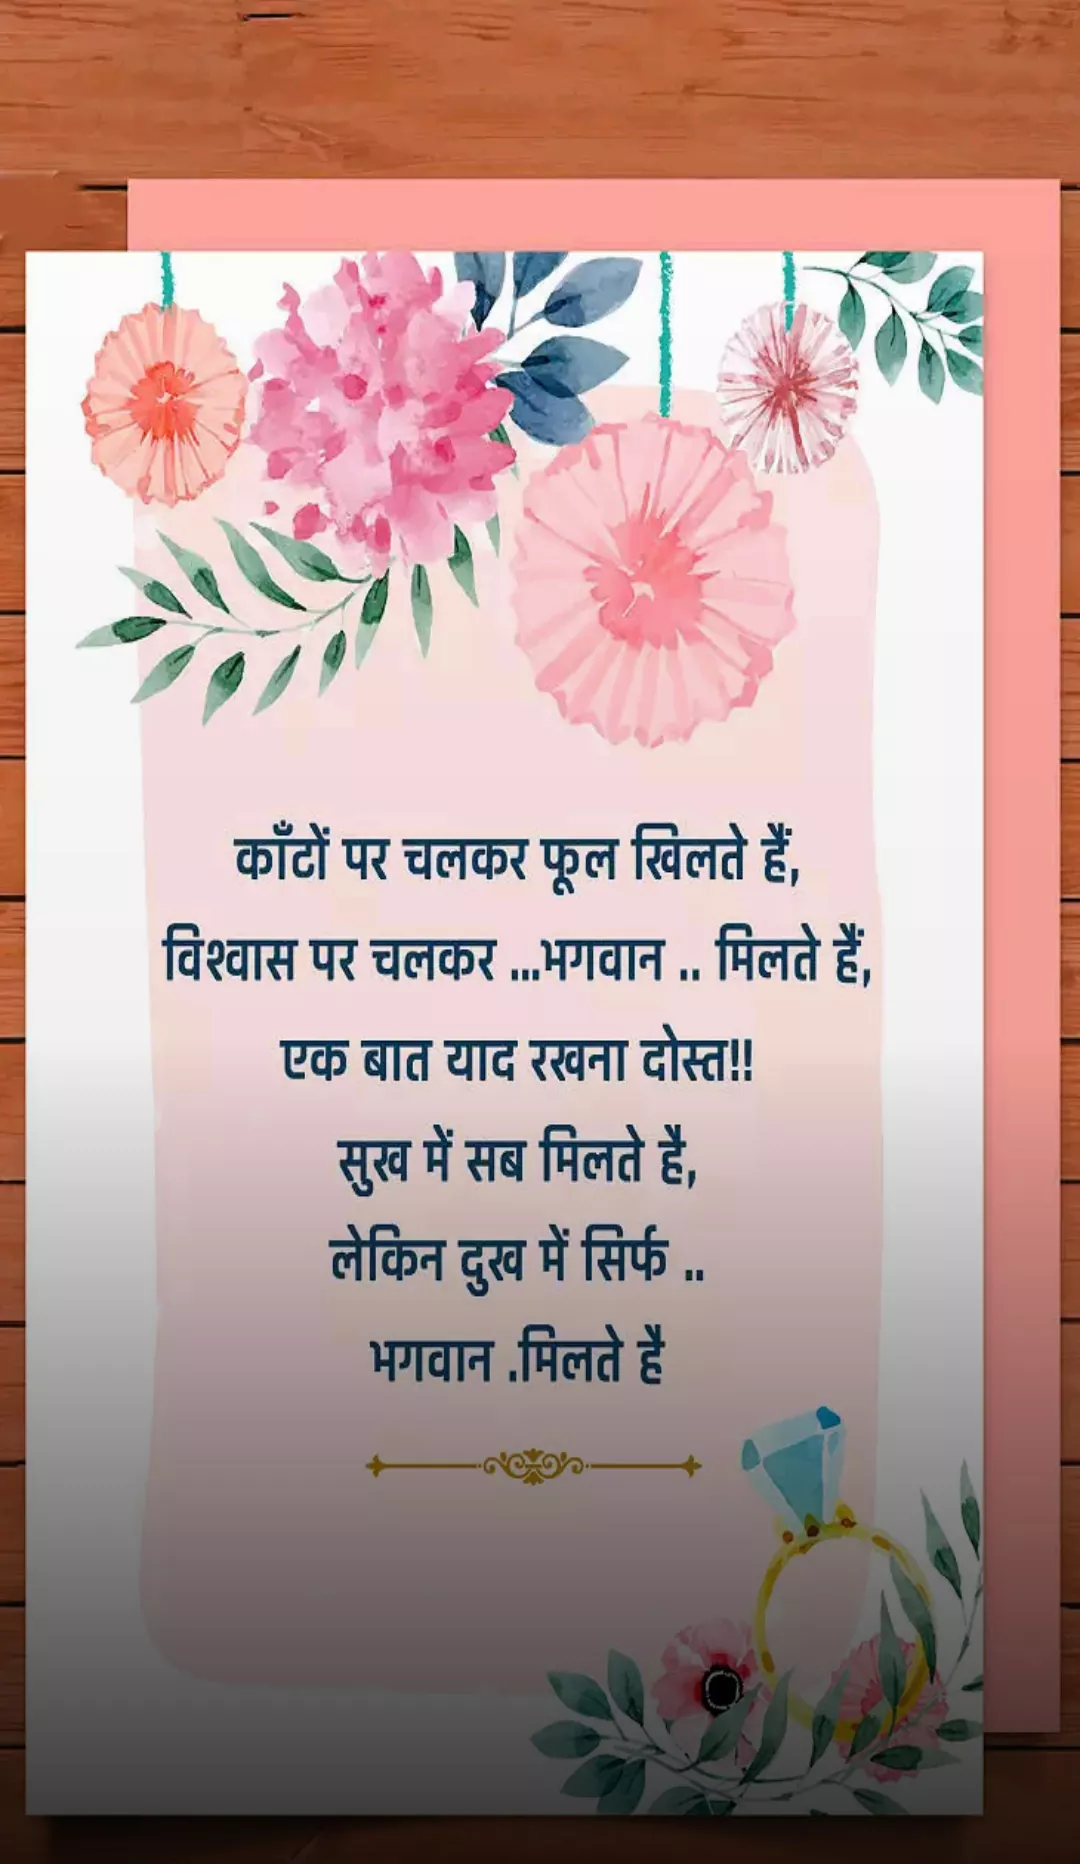 काँटों पर चलकर फूल खिलते हैं,
विश्वास पर चलकर ...भगवान .. मिलते हैं,
एक बात याद रखना दोस्त!!
सुख में सब मिलते है,
लेकिन दुख में सिर्फ ..
भगवान .मिलते है